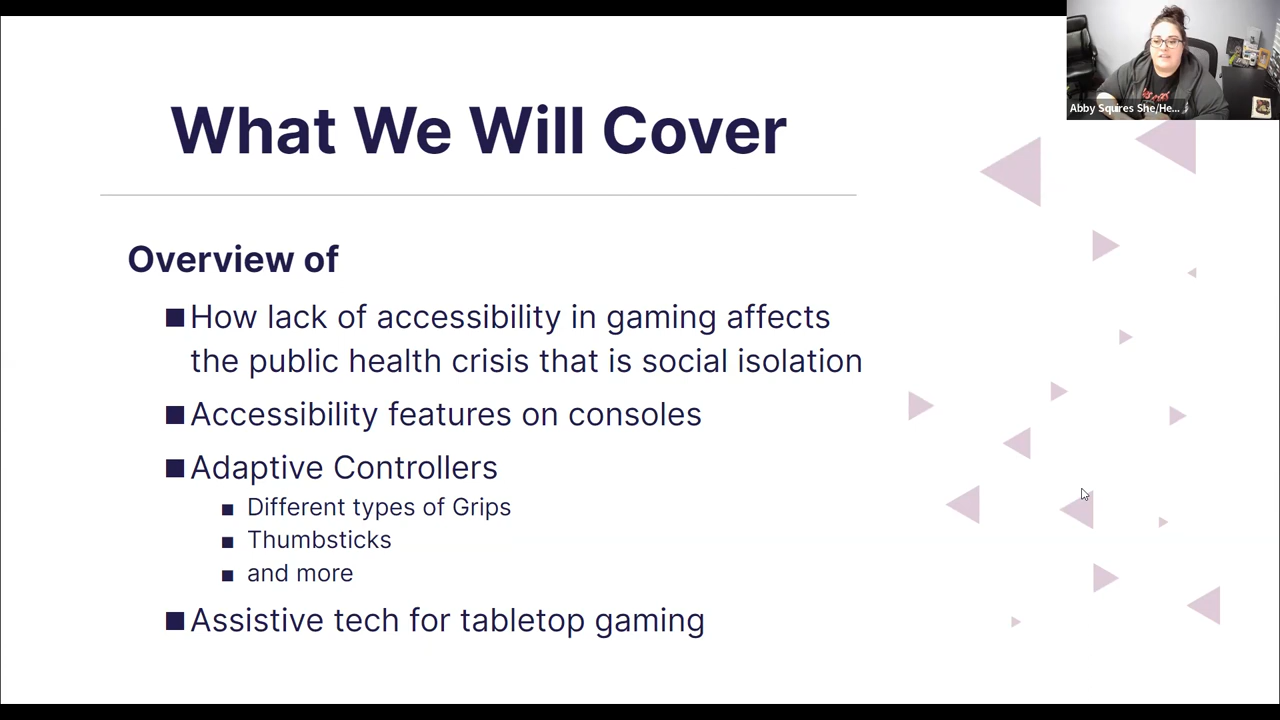 What We Will Cover
Abby Squires She/He...
Overview of
How lack of accessibility in gaming affects
the public health crisis that is social isolation
Accessibility features on consoles
Adaptive Controllers
Different types of Grips
Thumbsticks
and more
Assistive tech for tabletop gaming